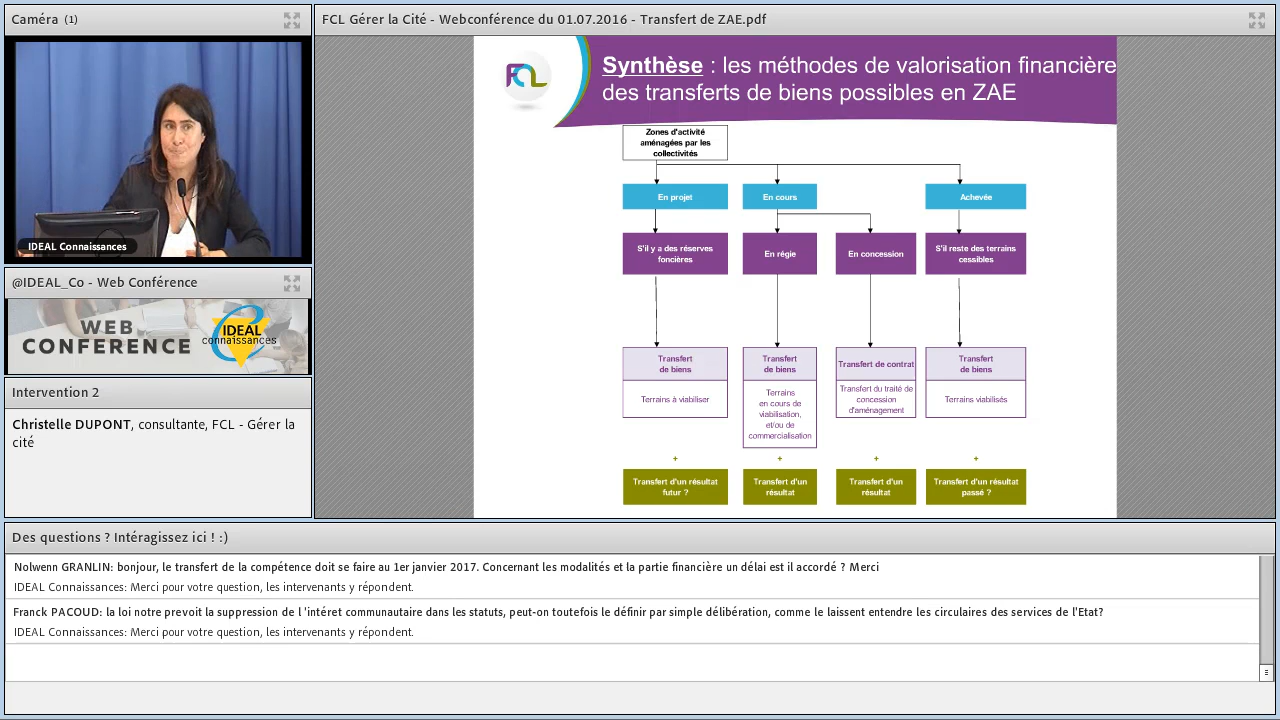 Caméra (1)
IDEAL Connaissances
@IDEAL_Co - Web Conférence
WEB
CONFERENCE
IDEAL
connaissances
Intervention 2
Christelle DUPONT, consultante, FCL - Gérer la
cité
FCL Gérer la Cité - Webconférence du 01.07.2016 - Transfert de ZAE.pdf
FCL
Synthèse : les méthodes de valorisation financière
des transferts de biens possibles en ZAE
Zones d'activité
aménagées par les
collectivités
En projet
En cours
Achevée
S'il y a des réserves
foncières
En régie
En concession
S'il reste des terrains
cessibles
Transfert
de biens
Terrains à viabiliser
Transfert
de biens
Terrains
en cours de
viabilisation,
et/ou de
commercialisation
Transfert de contrat
Transfert du traité de
concession
d'aménagement
Transfert
de biens
Terrains viabilisés
+
+
+
+
Transfert d'un résultat
futur ?
Transfert d'un
résultat
Transfert d'un
résultat
Transfert d'un résultat
passé ?
Des questions ? Intéragissez ici ! :)
Nolwenn GRANLIN: bonjour, le transfert de la compétence doit se faire au 1er janvier 2017. Concernant les modalités et la partie financière un délai est il accordé ? Merci
IDEAL Connaissances: Merci pour votre question, les intervenants y répondent.
Franck PACOUD: la loi notre prevoit la suppression de l 'intéret communautaire dans les statuts, peut-on toutefois le définir par simple délibération, comme le laissent entendre les circulaires des services de l'Etat?
IDEAL Connaissances: Merci pour votre question, les intervenants y répondent.